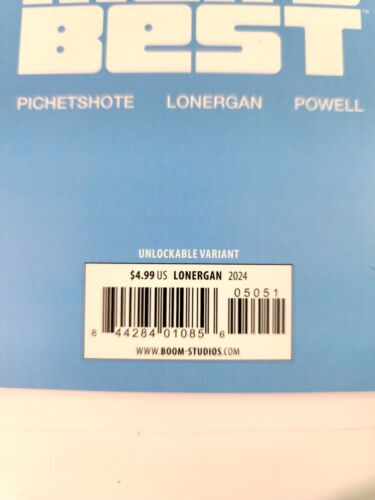 BEST™
PICHETSHOTE LONERGAN POWELL
UNLOCKABLE VARIANT
$4.99 US LONERGAN 2024
05051
8 44284 01085 6
WWW.BOOM-STUDIOS.COM